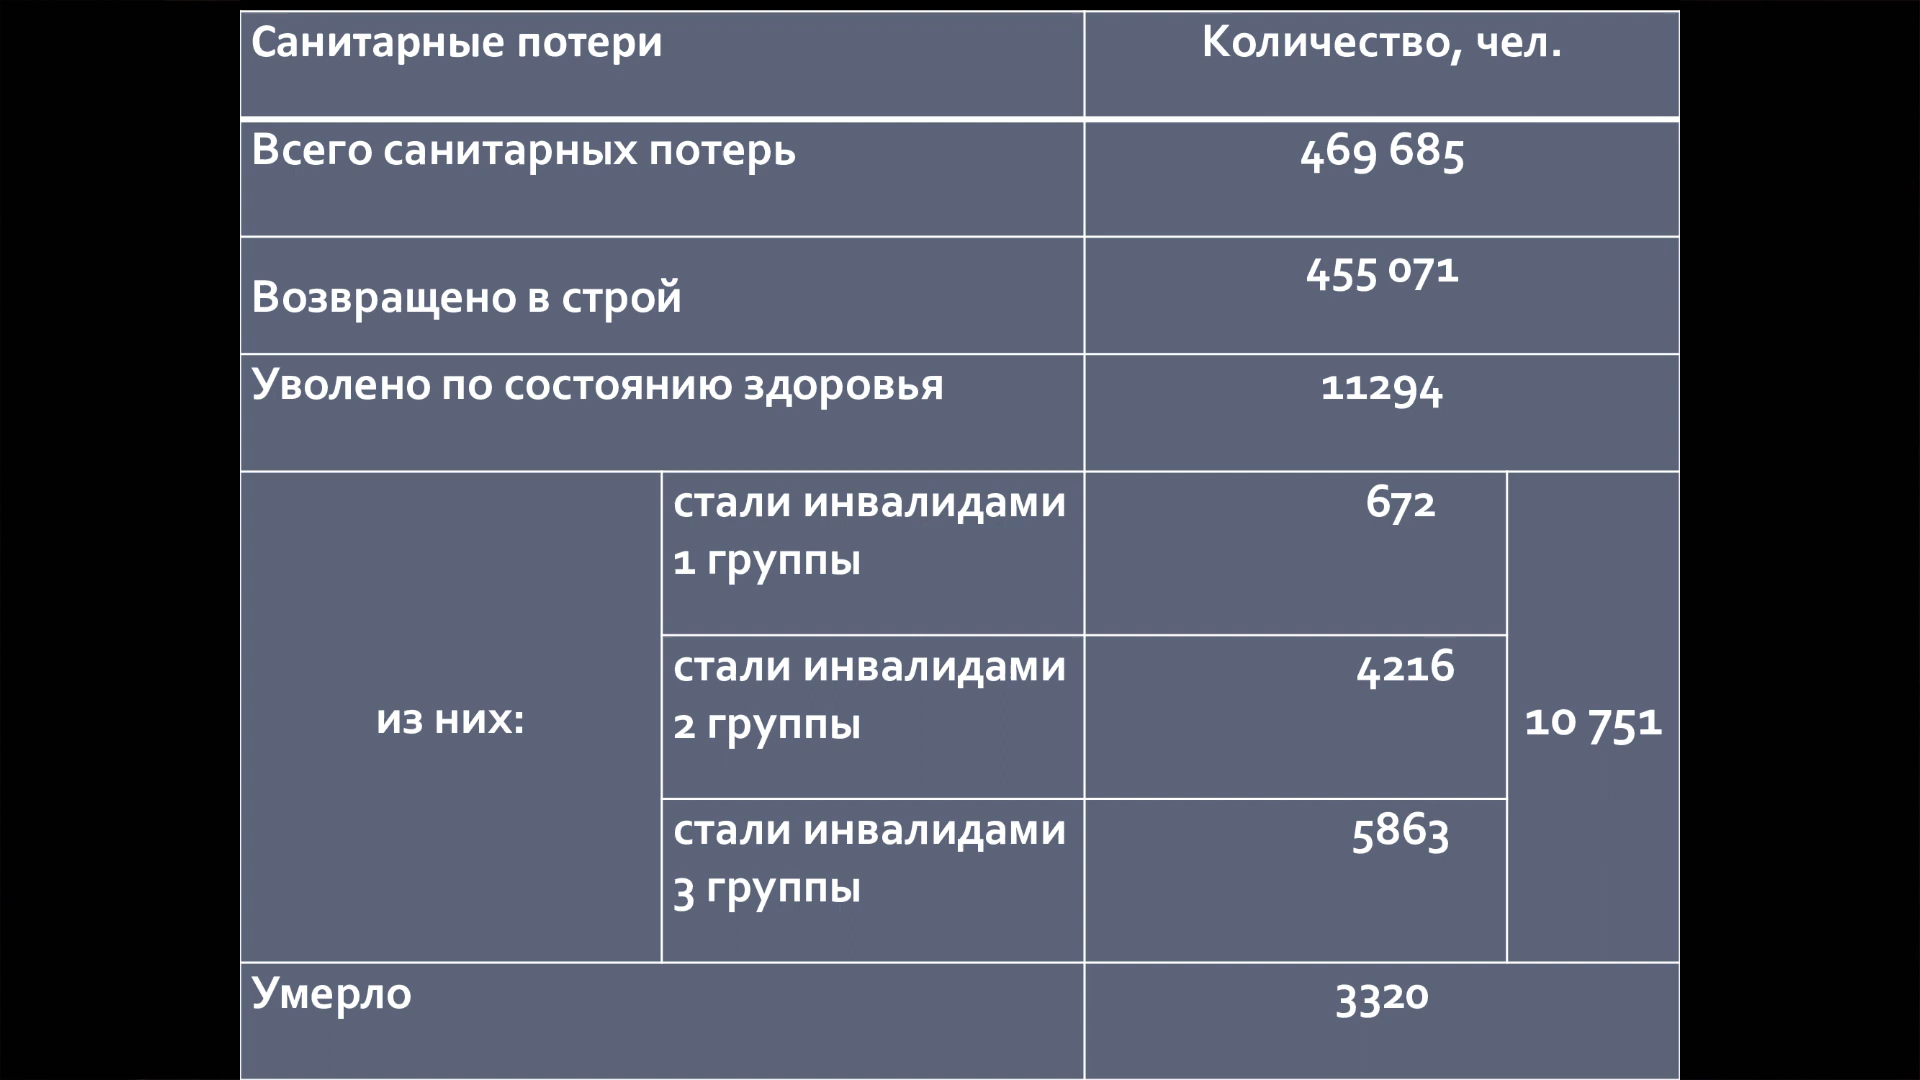 Санитарные потери
Количество, чел.
Всего санитарных потерь
469 685
Возвращено в строй
455 071
Уволено по состоянию здоровья
11294
из них:
стали инвалидами
1 группы
672
стали инвалидами
2 группы
4216
стали инвалидами
3 группы
5863
10 751
Умерло
3320